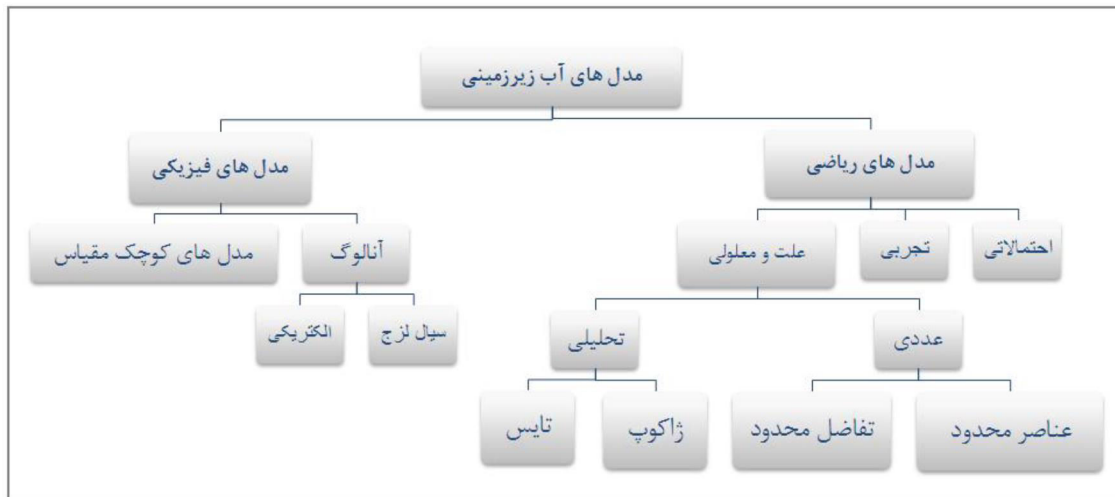 مدل های آب زیرزمینی
مدل های ریاضی
مدل های فیزیکی
احتمالاتی
تجربی
علت و معلولی
آنالوگ
مدل های کوچک مقیاس
عددی
تحلیلی
سیال لزج
الکتریکی
عناصر محدود
تفاضل محدود
ژاکوپ
تایس